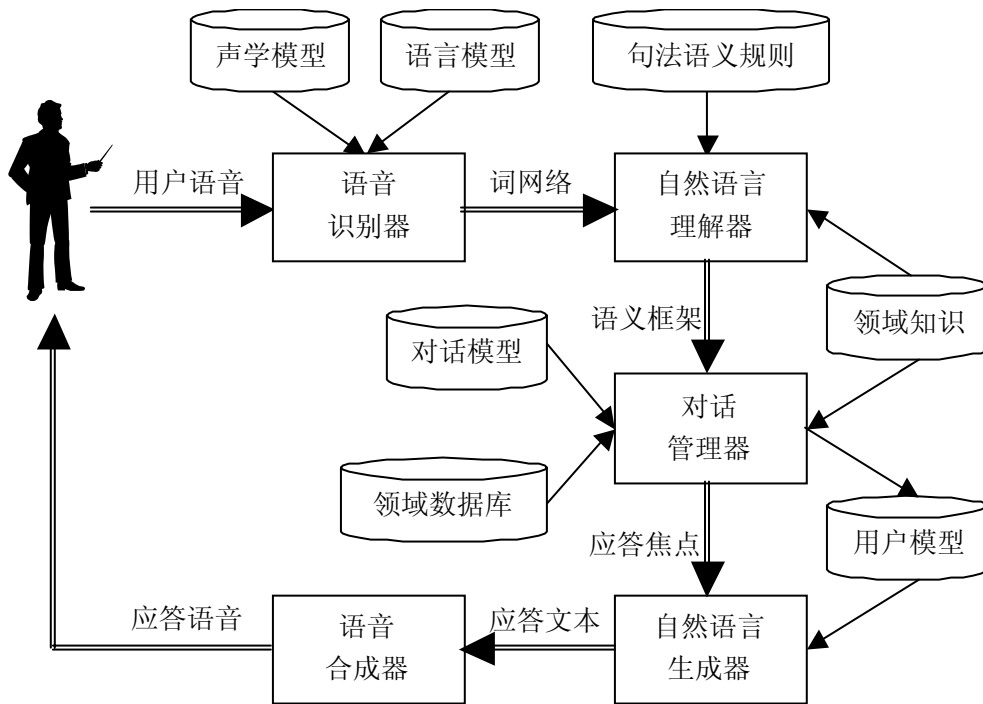 声学模型
语言模型
句法语义规则
用户语音
语音
识别器
词网络
自然语言
理解器
语义框架
领域知识
对话模型
对话
管理器
领域数据库
应答焦点
用户模型
应答语音
语音
合成器
应答文本
自然语言
生成器